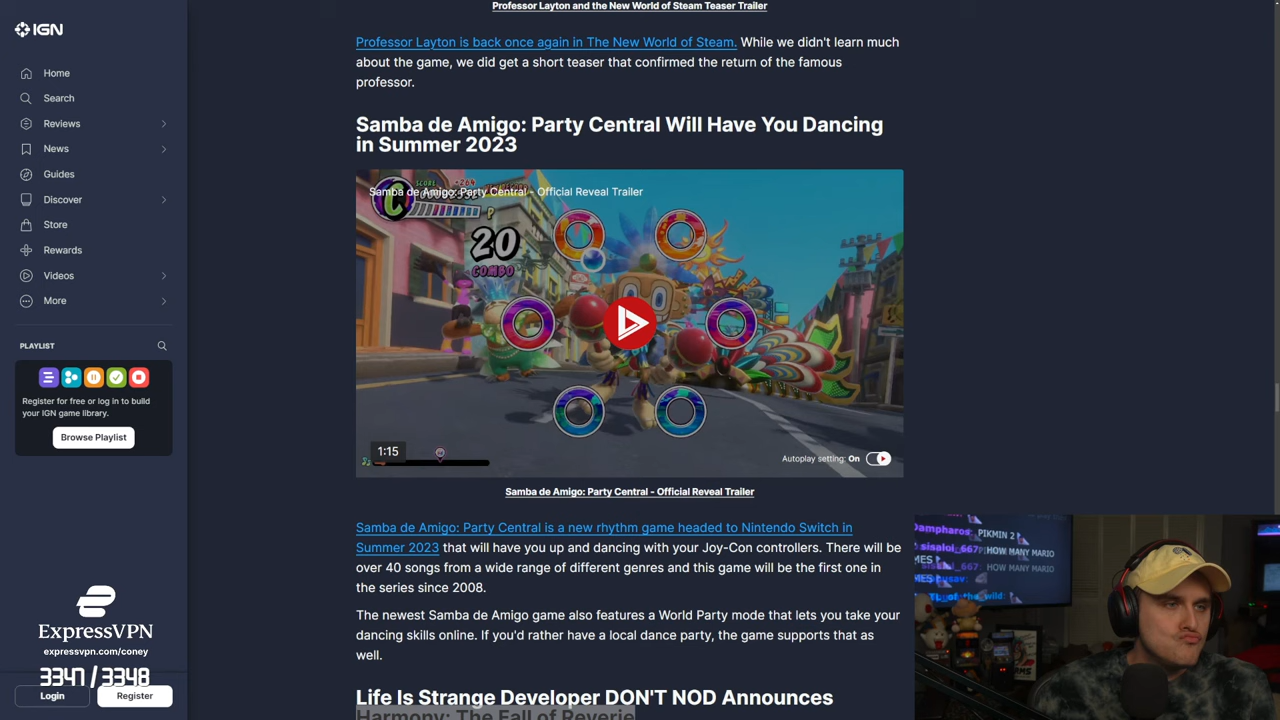 Professor Layton and the New World of Steam Teaser Trailer
IGN
Home
Search
Reviews
News
Guides
Discover
Store
Rewards
Videos
More
PLAYLIST
Register for free or log in to build
your IGN game library.
Browse Playlist
ExpressVPN
expressvpn.com/coney
3347 / 3348
Login
Register
Professor Layton is back once again in The New World of Steam. While we didn't learn much
about the game, we did get a short teaser that confirmed the return of the famous
professor.
Samba de Amigo: Party Central Will Have You Dancing
in Summer 2023
Samba de Amigo: Party Central - Official Reveal Trailer
SCORE
C
P
20
COMBO
1:15
Autoplay setting: On
Samba de Amigo: Party Central - Official Reveal Trailer
Samba de Amigo: Party Central is a new rhythm game headed to Nintendo Switch in
Summer 2023 that will have you up and dancing with your Joy-Con controllers. There will be
over 40 songs from a wide range of different genres and this game will be the first one in
the series since 2008.
The newest Samba de Amigo game also features a World Party mode that lets you take your
dancing skills online. If you'd rather have a local dance party, the game supports that as
well.
Life Is Strange Developer DON'T NOD Announces
Harmony: The Fall of Reverie
PIKMIN 2
HOW MANY MARIO
HOW MANY MARIO